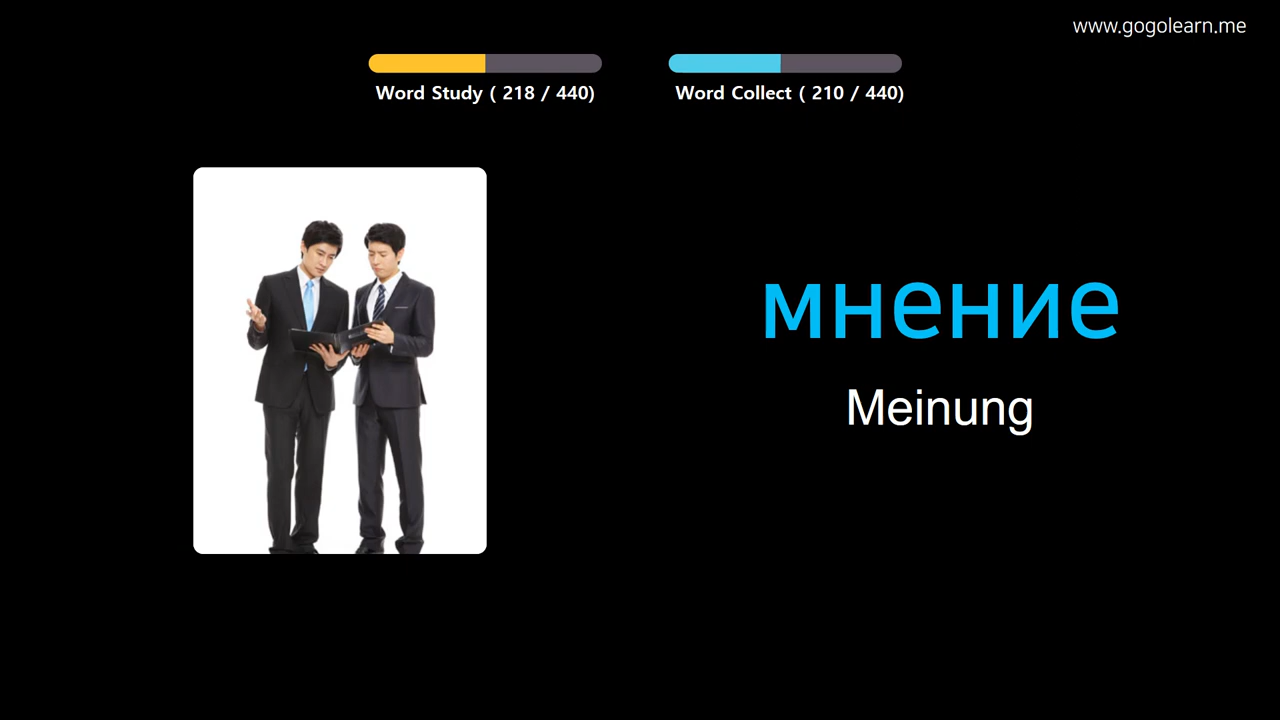 www.gogolearn.me
Word Study ( 218 / 440)
Word Collect ( 210 / 440)
мнение
Meinung